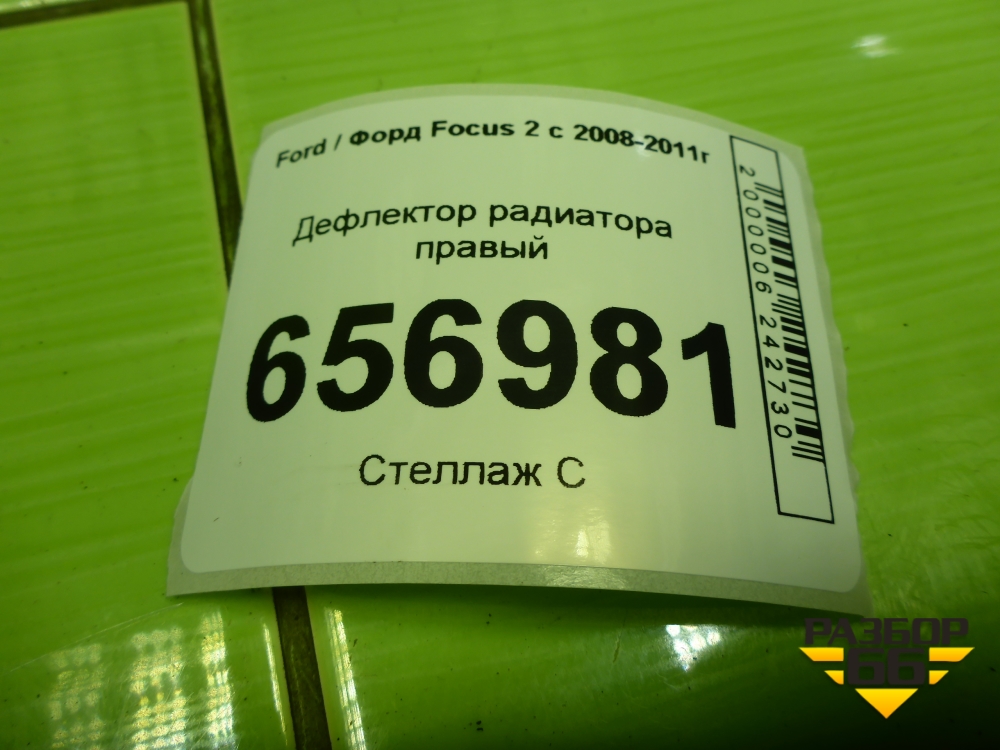 Ford / Форд Focus 2 с 2008-2011г
Дефлектор радиатора
правый
656981
Стеллаж С
2000006242730
РАЗБОР
66